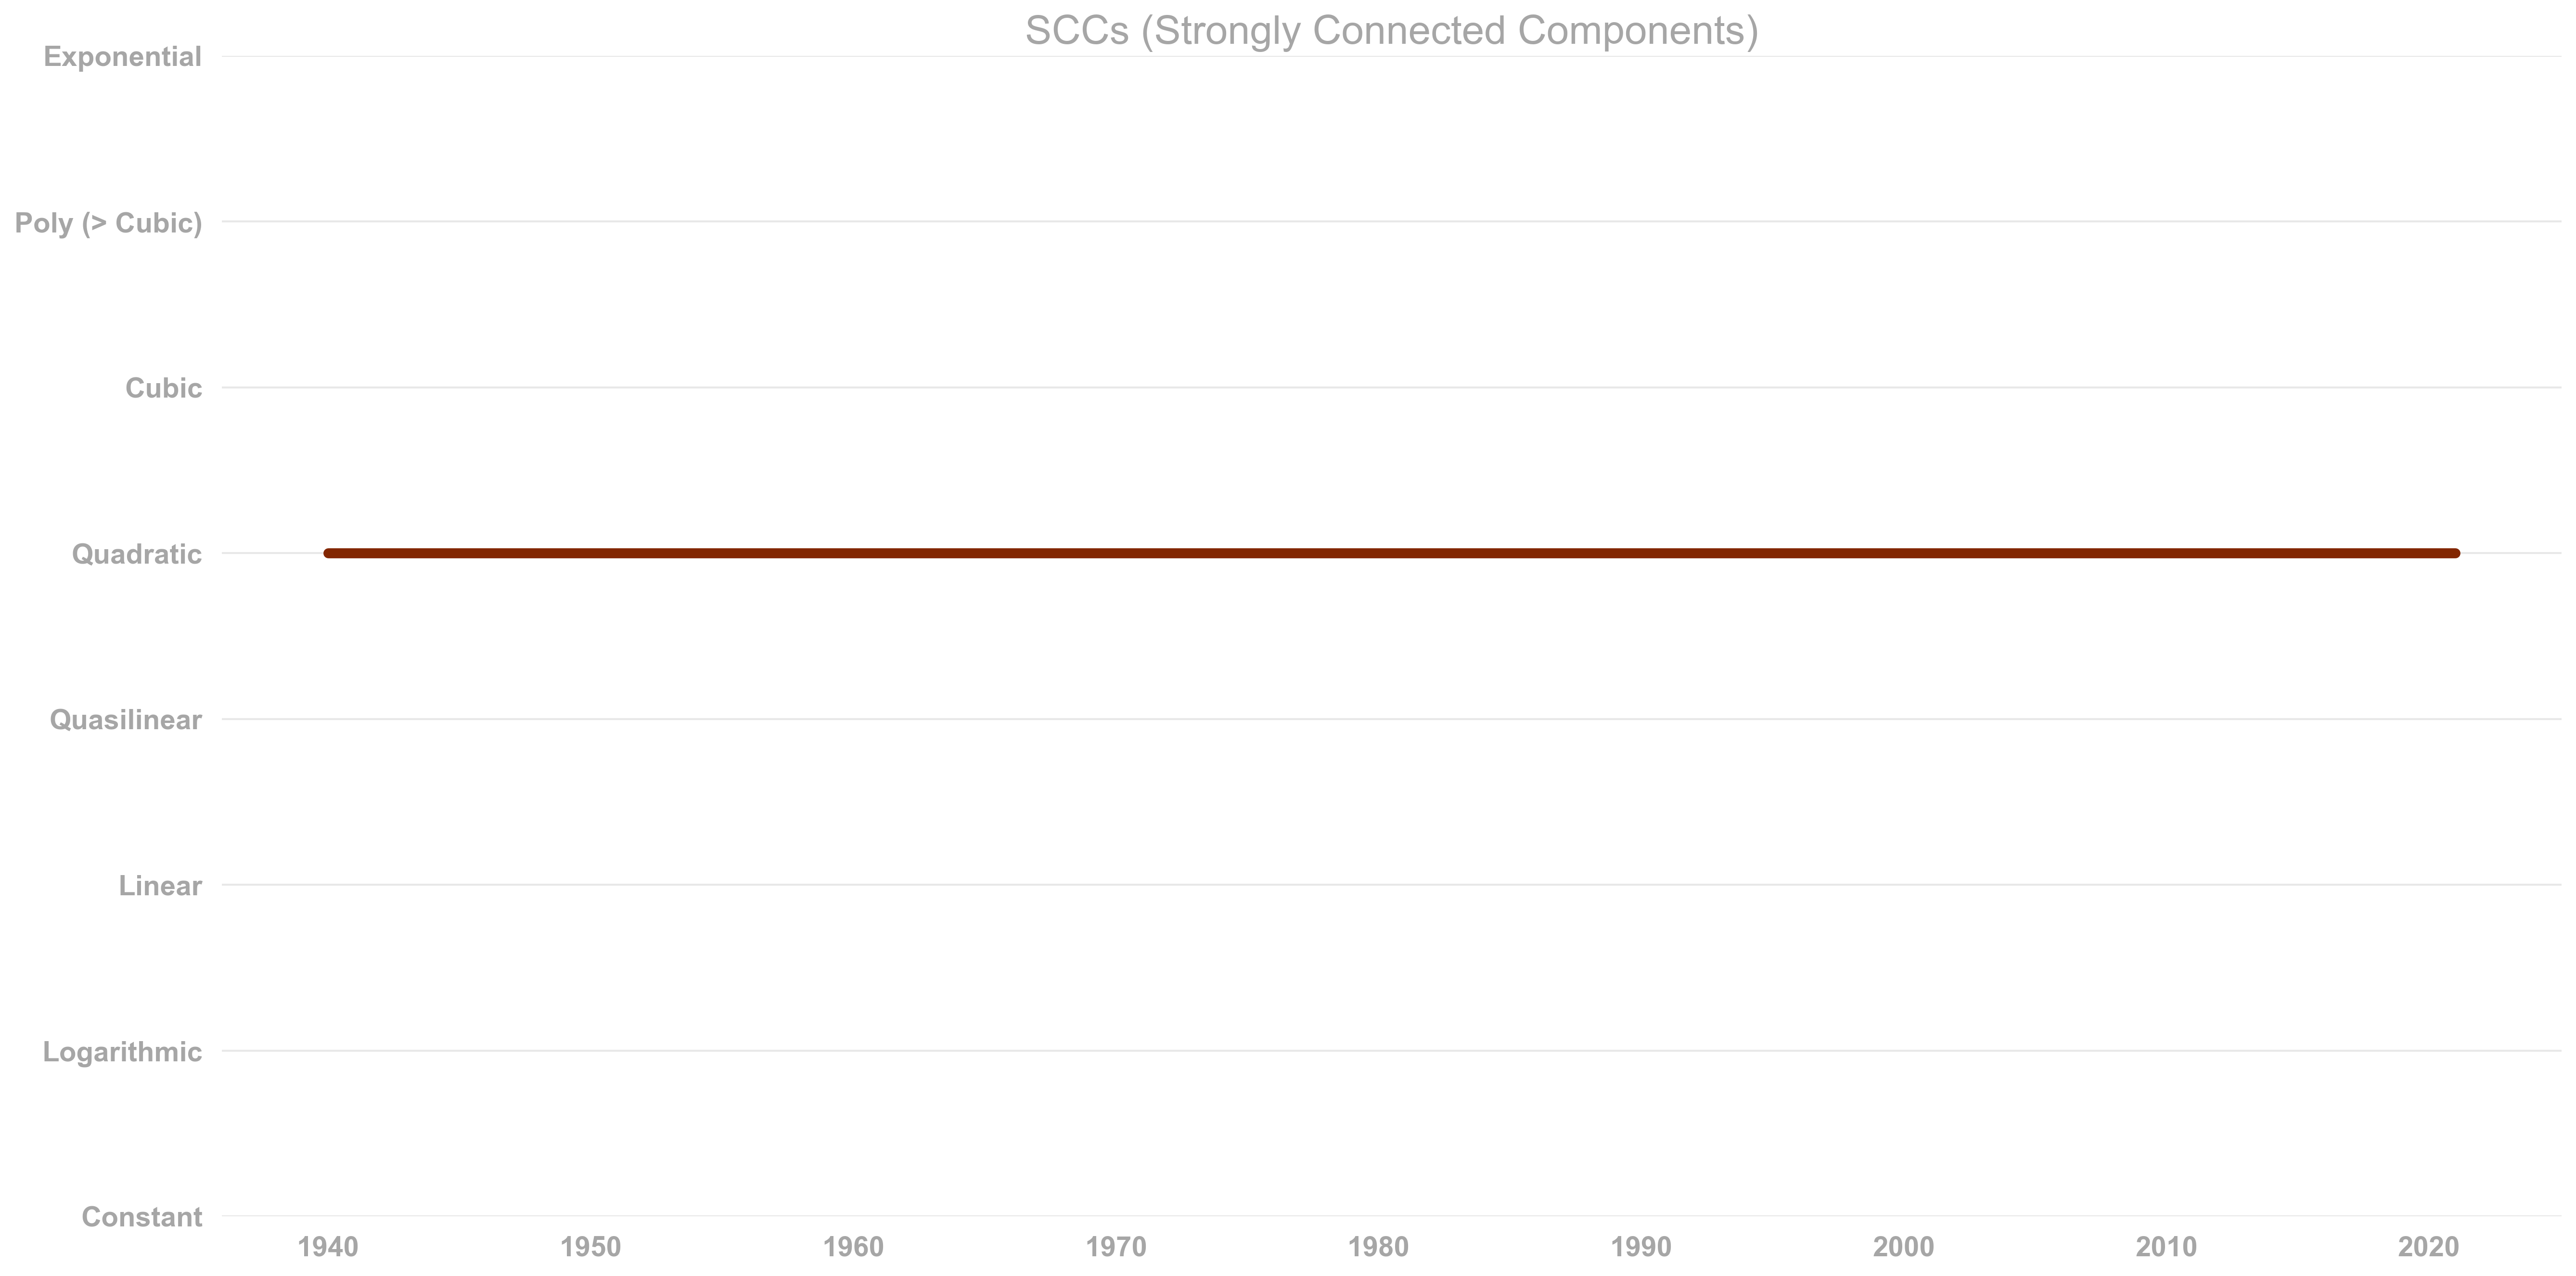 SCCs (Strongly Connected Components)
Exponential
Poly (> Cubic)
Cubic
Quadratic
Quasilinear
Linear
Logarithmic
Constant
1940 1950 1960 1970 1980 1990 2000 2010 2020